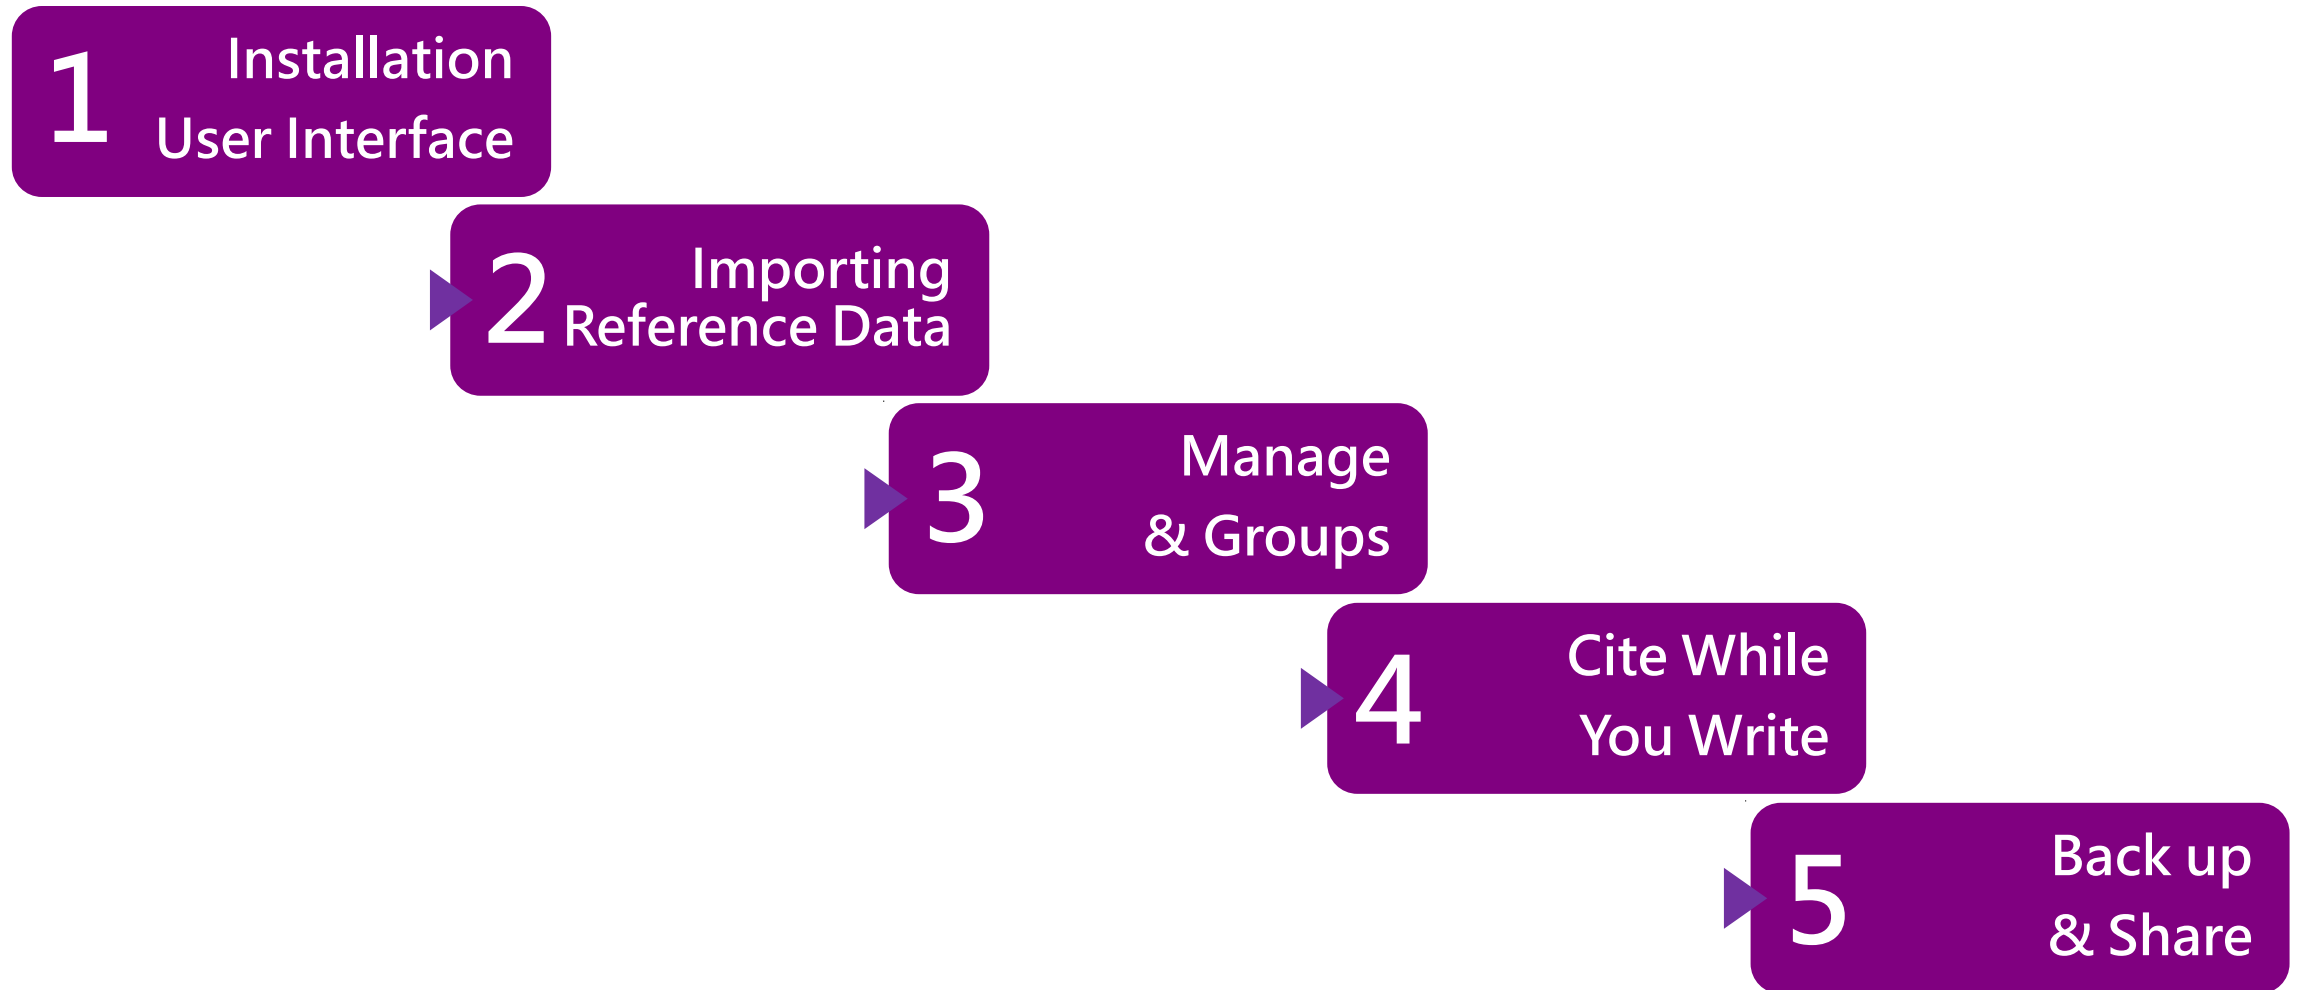 1
Installation
User Interface
2
Importing
Reference Data
3
Manage
& Groups
4
Cite While
You Write
5
Back up
& Share